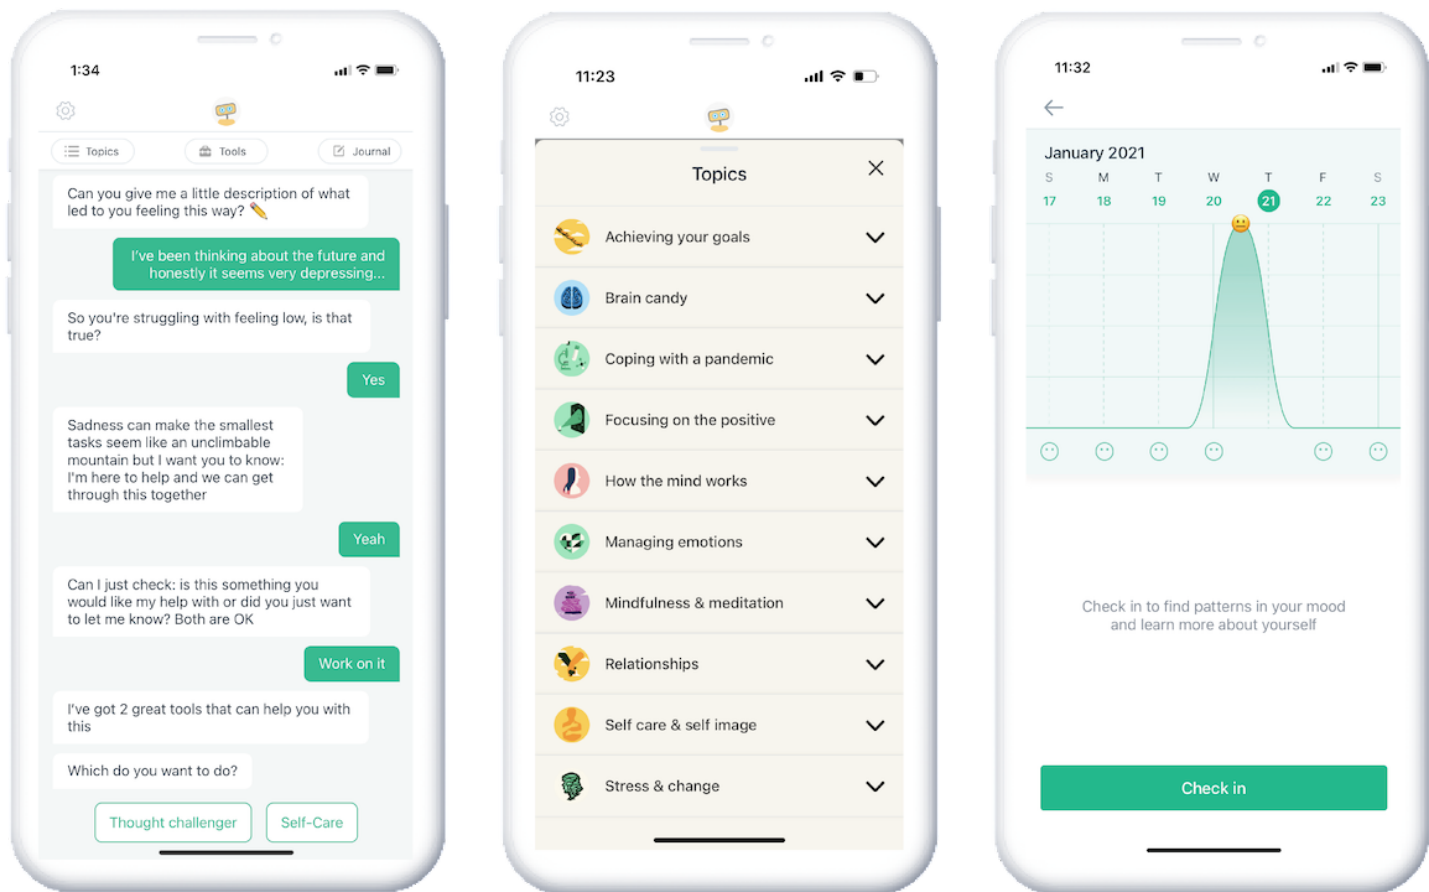 1:34
Topics
Tools
Journal
Can you give me a little description of what
led to you feeling this way? ✏️
I've been thinking about the future and
honestly it seems very depressing...
So you're struggling with feeling low, is that
true?
Yes
Sadness can make the smallest
tasks seem like an unclimbable
mountain but I want you to know:
I'm here to help and we can get
through this together
Yeah
Can I just check: is this something you
would like my help with or did you just want
to let me know? Both are OK
Work on it
I've got 2 great tools that can help you with
this
Which do you want to do?
Thought challenger
Self-Care
11:23
Topics
Achieving your goals
Brain candy
Coping with a pandemic
Focusing on the positive
How the mind works
Managing emotions
Mindfulness & meditation
Relationships
Self care & self image
Stress & change
11:32
January 2021
S M T W T F S
17 18 19 20 21 22 23
Check in to find patterns in your mood
and learn more about yourself
Check in